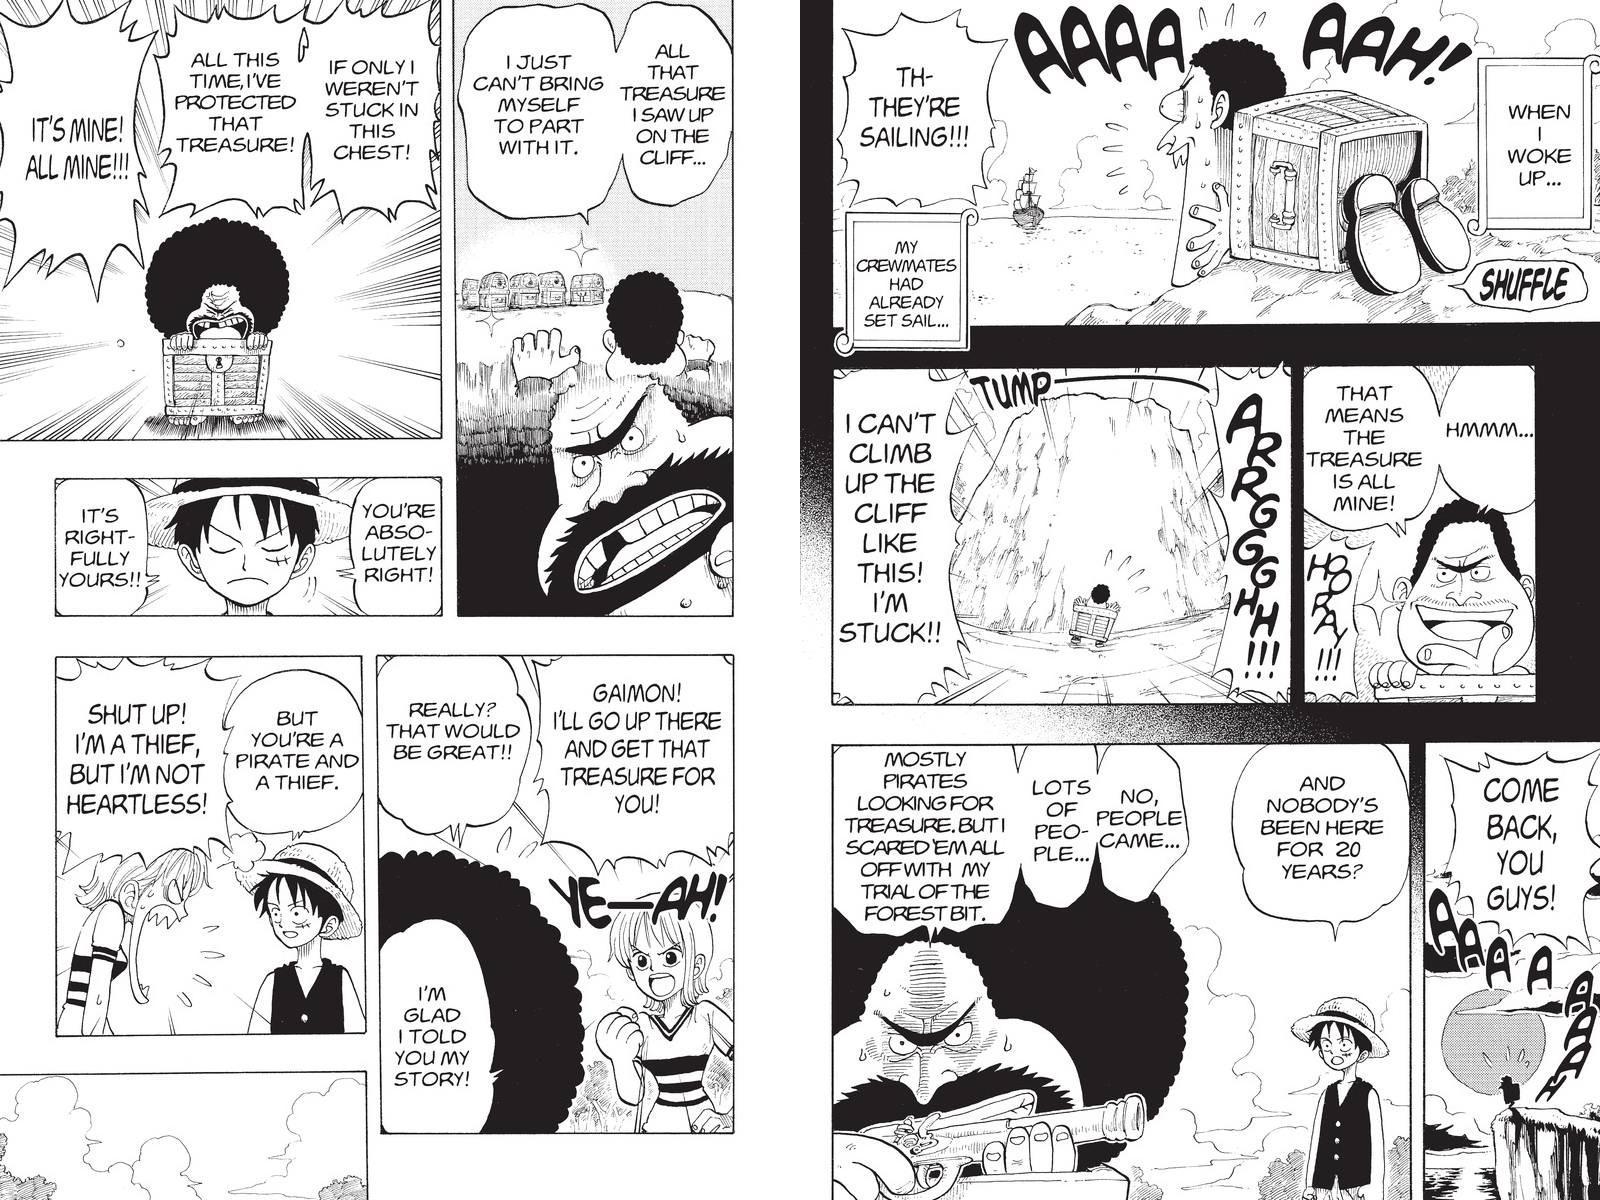 WHEN
I
WOKE
UP...
AAAA
AAH!
SHUFFLE
TH-
THEY'RE
SAILING!!!
MY
CREWMATES
HAD
ALREADY
SET SAIL...
HMMM...
THAT
MEANS
THE
TREASURE
IS ALL
MINE!
HOORAY!!!
TUMP
ARRGGGHH!!!
I CAN'T
CLIMB
UP THE
CLIFF
LIKE
THIS!
I'M
STUCK!!
COME
BACK,
YOU
GUYS!
AAA-AAAAH
AND
NOBODY'S
BEEN HERE
FOR 20
YEARS?
NO,
PEOPLE
CAME...
LOTS
OF
PEO-
PLE...
MOSTLY
PIRATES
LOOKING FOR
TREASURE. BUT I
SCARED 'EM ALL
OFF WITH MY
TRIAL OF THE
FOREST BIT.
ALL
THAT
TREASURE
I SAW UP
ON THE
CLIFF...
I JUST
CAN'T BRING
MYSELF
TO PART
WITH IT.
IF ONLY I
WEREN'T
STUCK IN
THIS
CHEST!
ALL THIS
TIME, I'VE
PROTECTED
THAT
TREASURE!
IT'S MINE!
ALL MINE!!!
YOU'RE
ABSO-
LUTELY
RIGHT!
IT'S
RIGHT-
FULLY
YOURS!!
GAIMON!
I'LL GO UP THERE
AND GET THAT
TREASURE FOR
YOU!
REALLY?
THAT WOULD
BE GREAT!!
YE—AH!
I'M
GLAD
I TOLD
YOU MY
STORY!
BUT
YOU'RE A
PIRATE AND
A THIEF.
SHUT UP!
I'M A THIEF,
BUT I'M NOT
HEARTLESS!